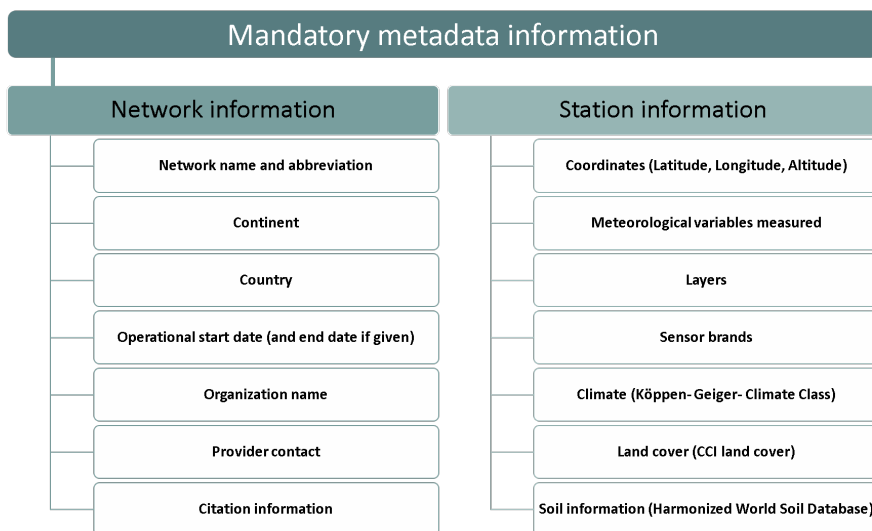 Mandatory metadata information
Network information
Network name and abbreviation
Continent
Country
Operational start date (and end date if given)
Organization name
Provider contact
Citation information
Station information
Coordinates (Latitude, Longitude, Altitude)
Meteorological variables measured
Layers
Sensor brands
Climate (Köppen- Geiger- Climate Class)
Land cover (CCI land cover)
Soil information (Harmonized World Soil Database)